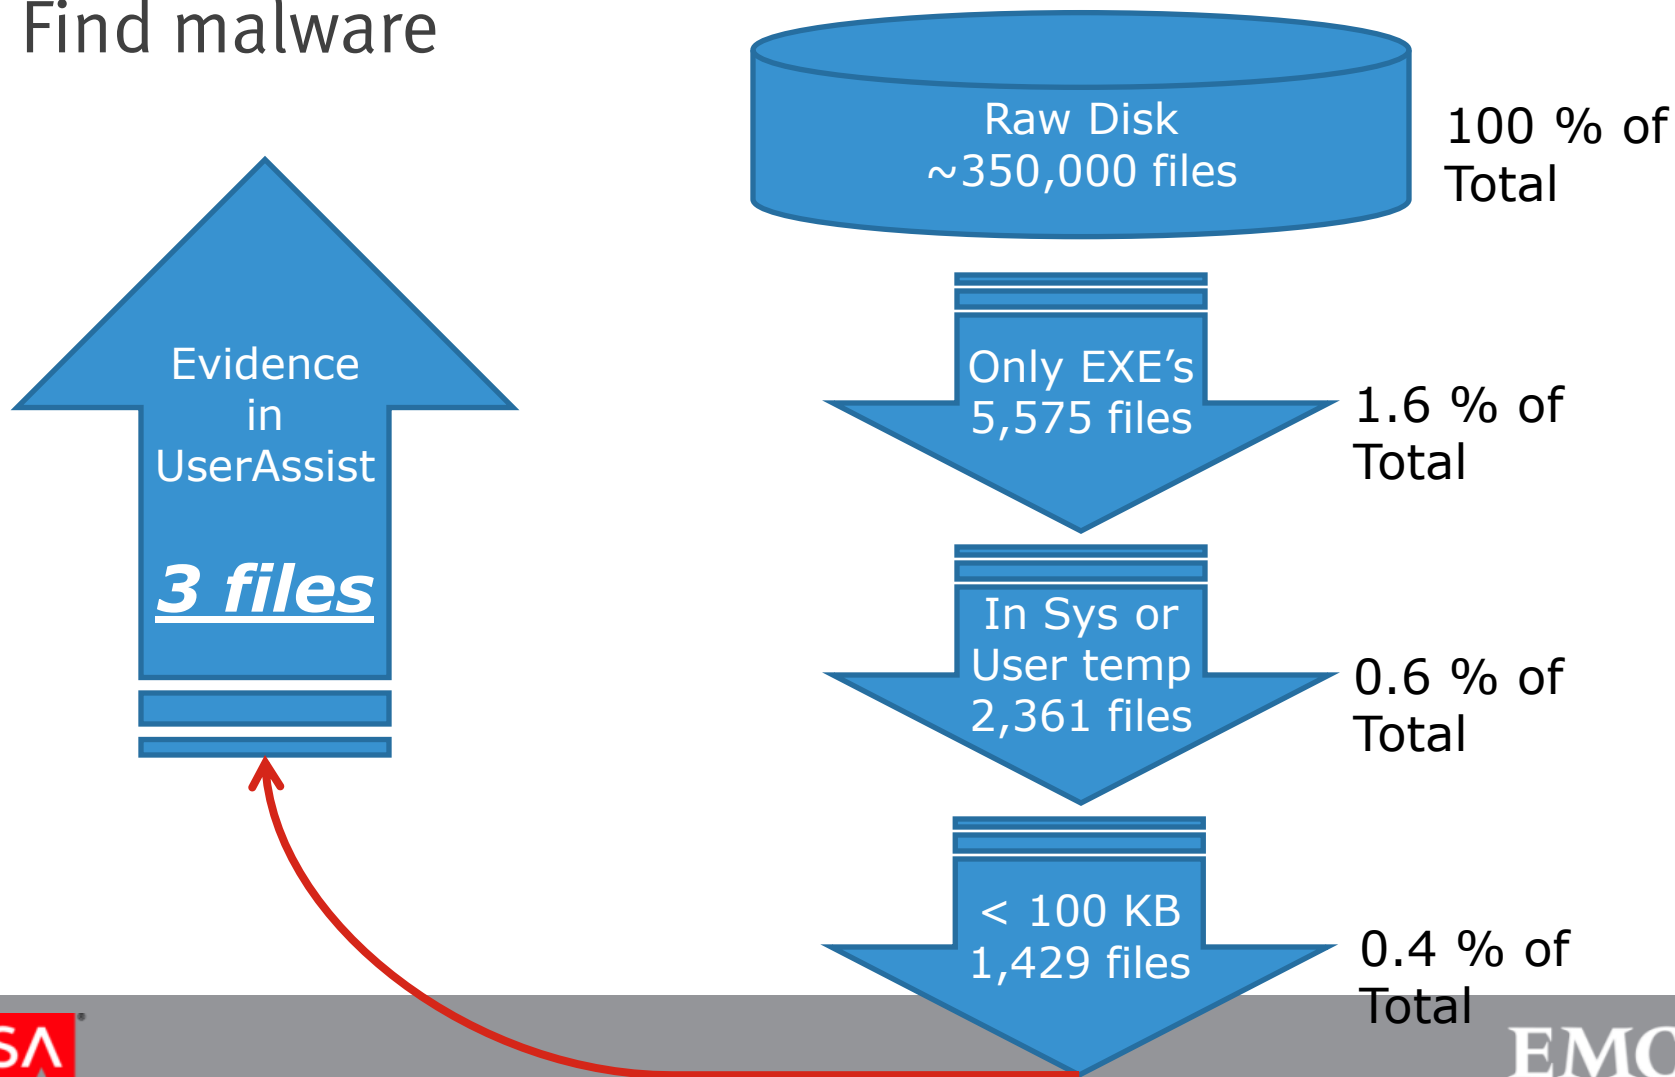 Find malware
Raw Disk
~350,000 files
100 % of
Total
Only EXE’s
5,575 files
1.6 % of
Total
In Sys or
User temp
2,361 files
0.6 % of
Total
< 100 KB
1,429 files
0.4 % of
Total
Evidence
in
UserAssist
3 files